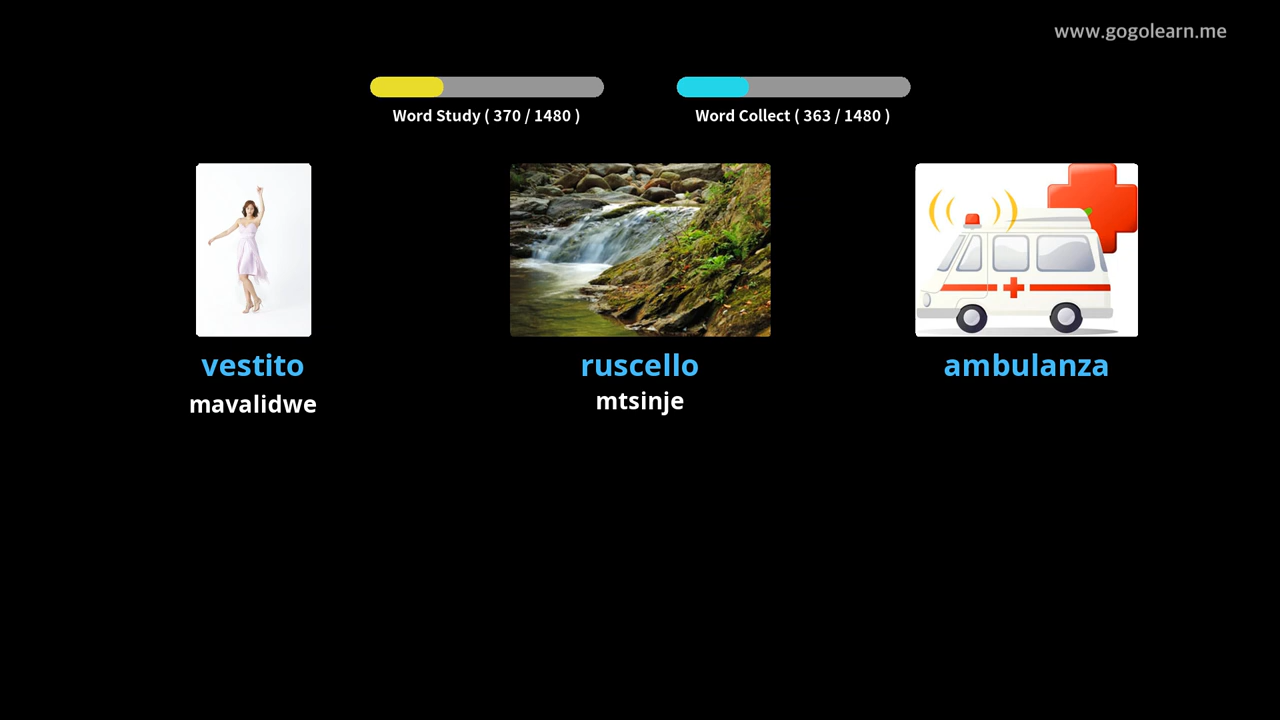 www.gogolearn.me
Word Study ( 370 / 1480 )
Word Collect ( 363 / 1480 )
vestito
mavalidwe
ruscello
mtsinje
ambulanza